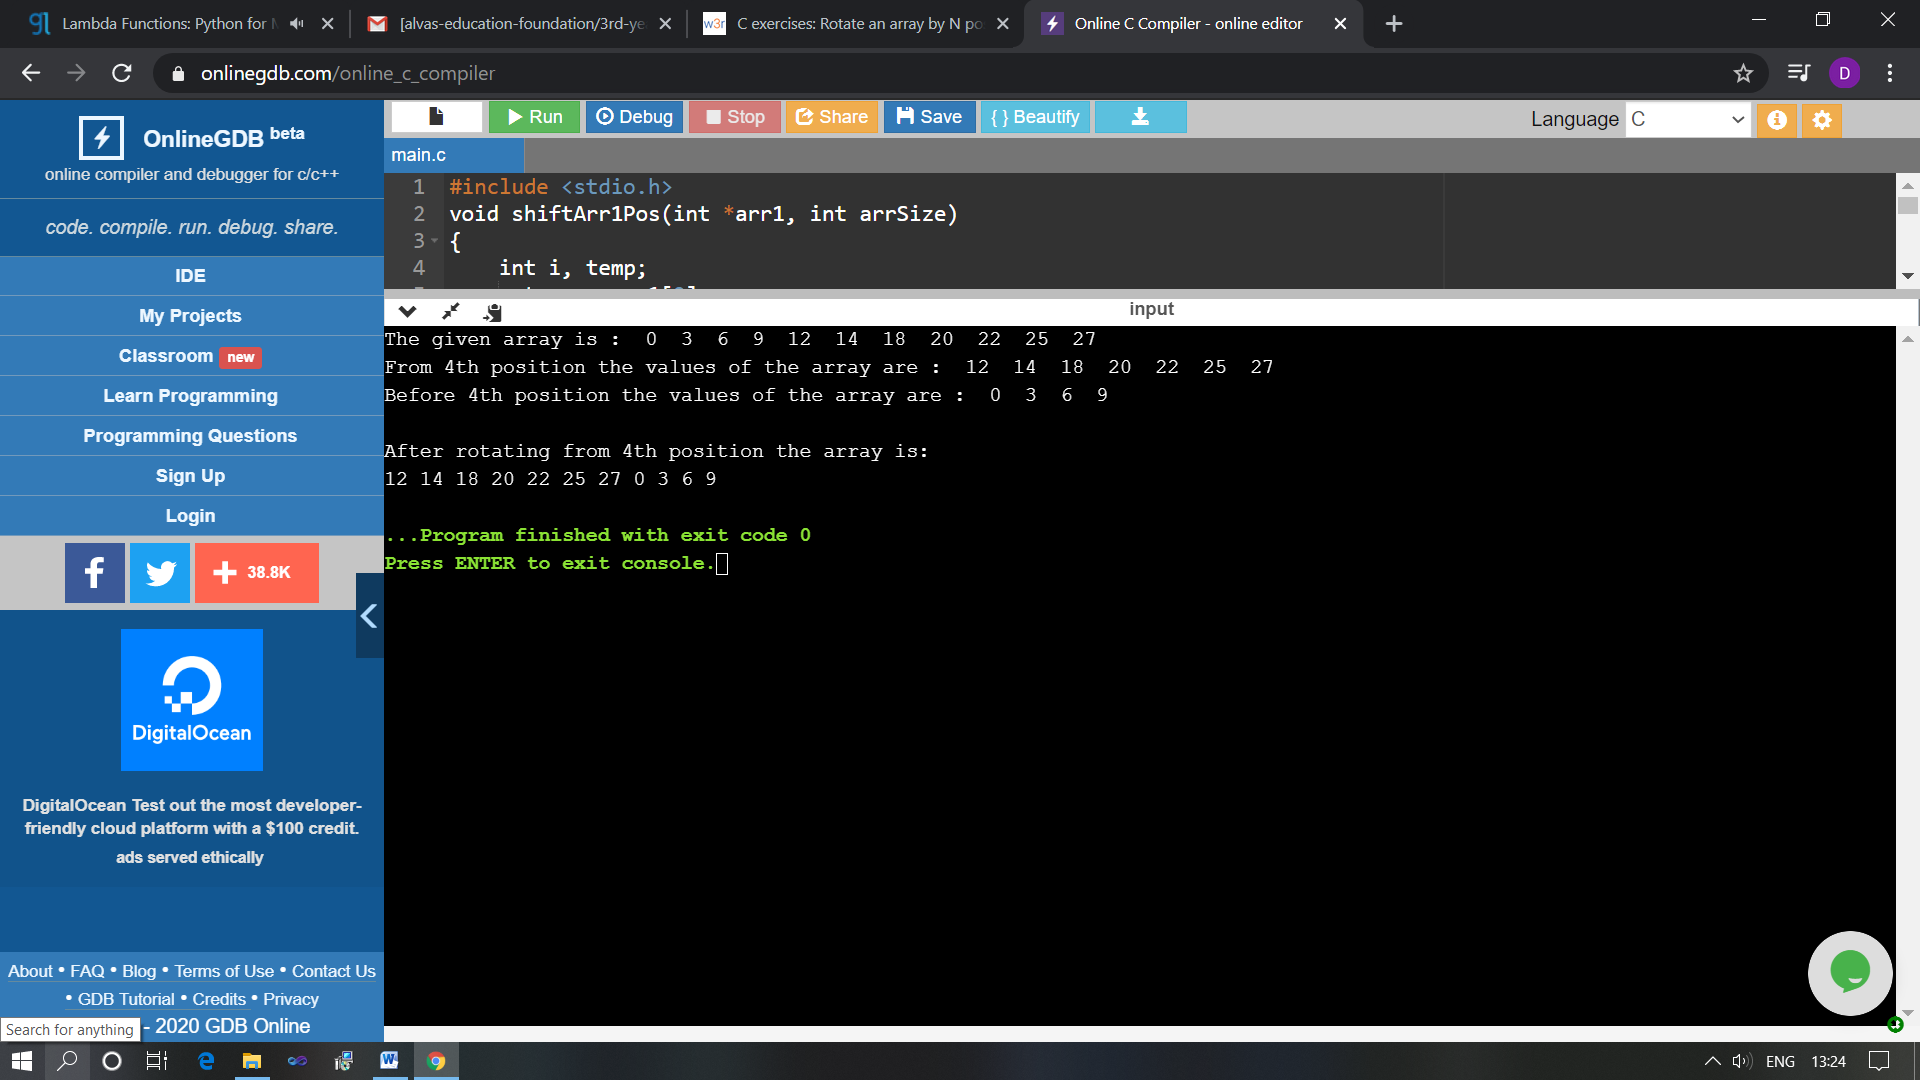 Lambda Functions: Python for
[alvas-education-foundation/3rd-ye
w3r C exercises: Rotate an array by N po
Online C Compiler - online editor
onlinegdb.com/online_c_compiler
D
OnlineGDB beta
online compiler and debugger for c/c++
code. compile. run. debug. share.
IDE
My Projects
Classroom new
Learn Programming
Programming Questions
Sign Up
Login
38.8K
DigitalOcean
DigitalOcean Test out the most developer-
friendly cloud platform with a $100 credit.
ads served ethically
About • FAQ • Blog • Terms of Use • Contact Us
• GDB Tutorial • Credits • Privacy
- 2020 GDB Online
Search for anything
Run Debug Stop Share Save { } Beautify
Language C
main.c
1 #include <stdio.h>
2 void shiftArr1Pos(int *arr1, int arrSize)
3 {
4 int i, temp;
input
The given array is : 0 3 6 9 12 14 18 20 22 25 27
From 4th position the values of the array are : 12 14 18 20 22 25 27
Before 4th position the values of the array are : 0 3 6 9
After rotating from 4th position the array is:
12 14 18 20 22 25 27 0 3 6 9
...Program finished with exit code 0
Press ENTER to exit console.
ENG 13:24